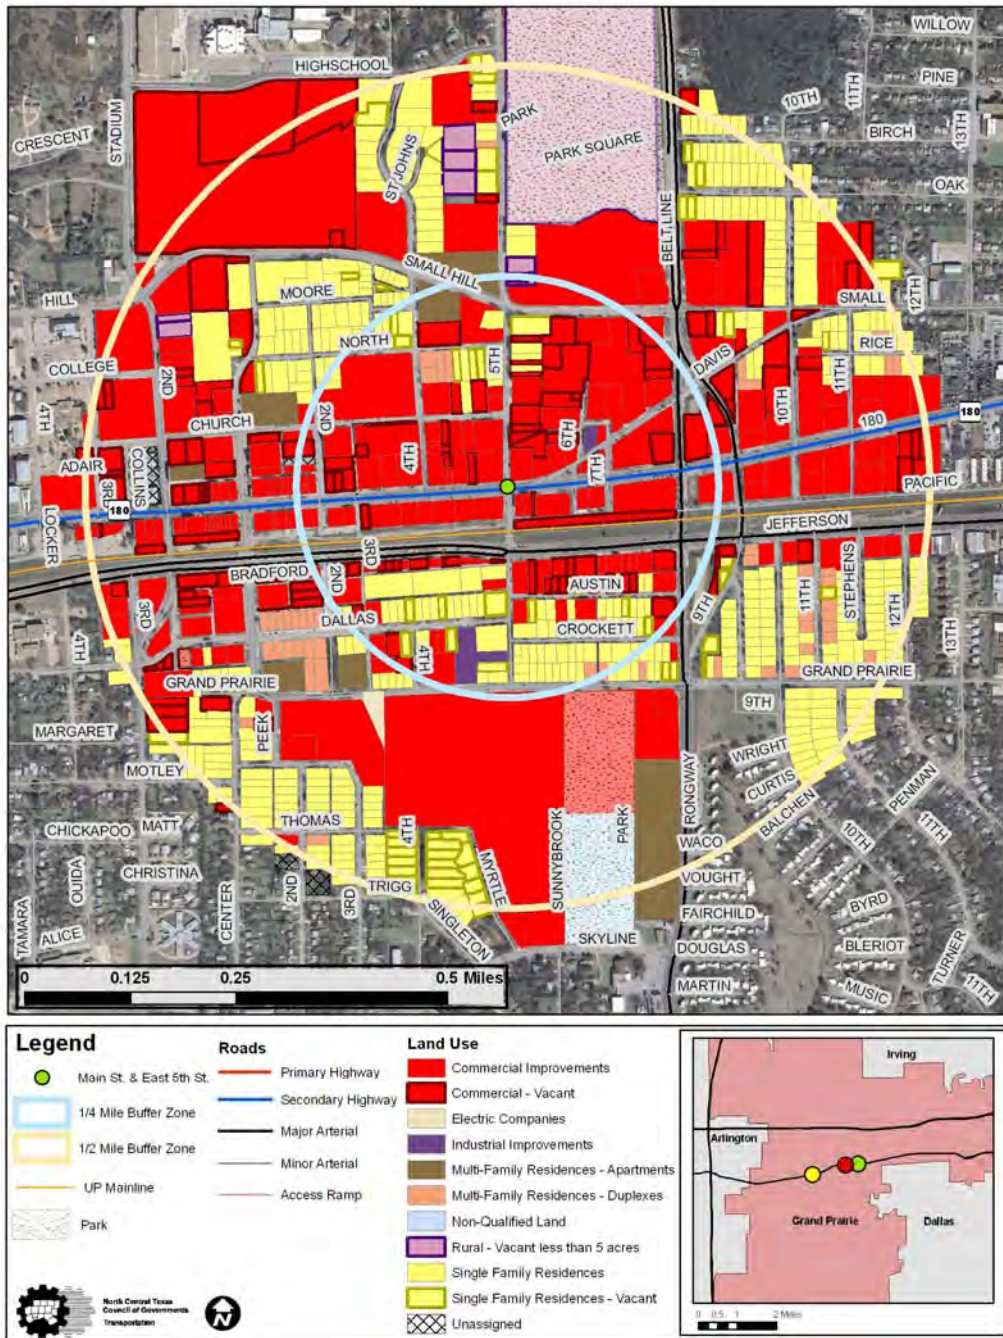 WILLOW
HIGHSCHOOL
11TH
PINE
10TH
13TH
STADIUM
PARK
BIRCH
CRESCENT
PARK SQUARE
ST JOHNS
OAK
BELT LINE
SMALL HILL
12TH
HILL
MOORE
SMALL
NORTH
5TH
DAVIS
RICE
COLLEGE
2ND
11TH
4TH
CHURCH
2ND
6TH
10TH
180
180
4TH
7TH
ADAIR
COLLINS
3RD
PACIFIC
180
LOCKER
JEFFERSON
3RD
BRADFORD
2ND
AUSTIN
STEPHENS
3RD
DALLAS
CROCKETT
9TH
11TH
12TH
13TH
4TH
4TH
GRAND PRAIRIE
GRAND PRAIRIE
9TH
MARGARET
PEEK
WRIGHT
MOTLEY
CURTIS
PENMAN
BALCHEN
RONGWAY
THOMAS
4TH
SUNNYBROOK
PARK
CHICKAPOO
MATT
MYRTLE
WACO
10TH
11TH
OUIDA
CHRISTINA
2ND
VOUGHT
TAMARA
CENTER
3RD
TRIGG
BYRD
SINGLETON
FAIRCHILD
ALICE
SKYLINE
DOUGLAS
BLERIOT
TURNER
MARTIN
MUSIC
11TH
0 0.125 0.25 0.5 Miles
Legend
Main St. & East 5th St.
1/4 Mile Buffer Zone
1/2 Mile Buffer Zone
UP Mainline
Park
North Central Texas
Council of Governments
Transportation
N
Roads
Primary Highway
Secondary Highway
Major Arterial
Minor Arterial
Access Ramp
Land Use
Commercial Improvements
Commercial - Vacant
Electric Companies
Industrial Improvements
Multi-Family Residences - Apartments
Multi-Family Residences - Duplexes
Non-Qualified Land
Rural - Vacant less than 5 acres
Single Family Residences
Single Family Residences - Vacant
Unassigned
Irving
Arlington
Grand Prairie
Dallas
0 0.5 1 2 Miles